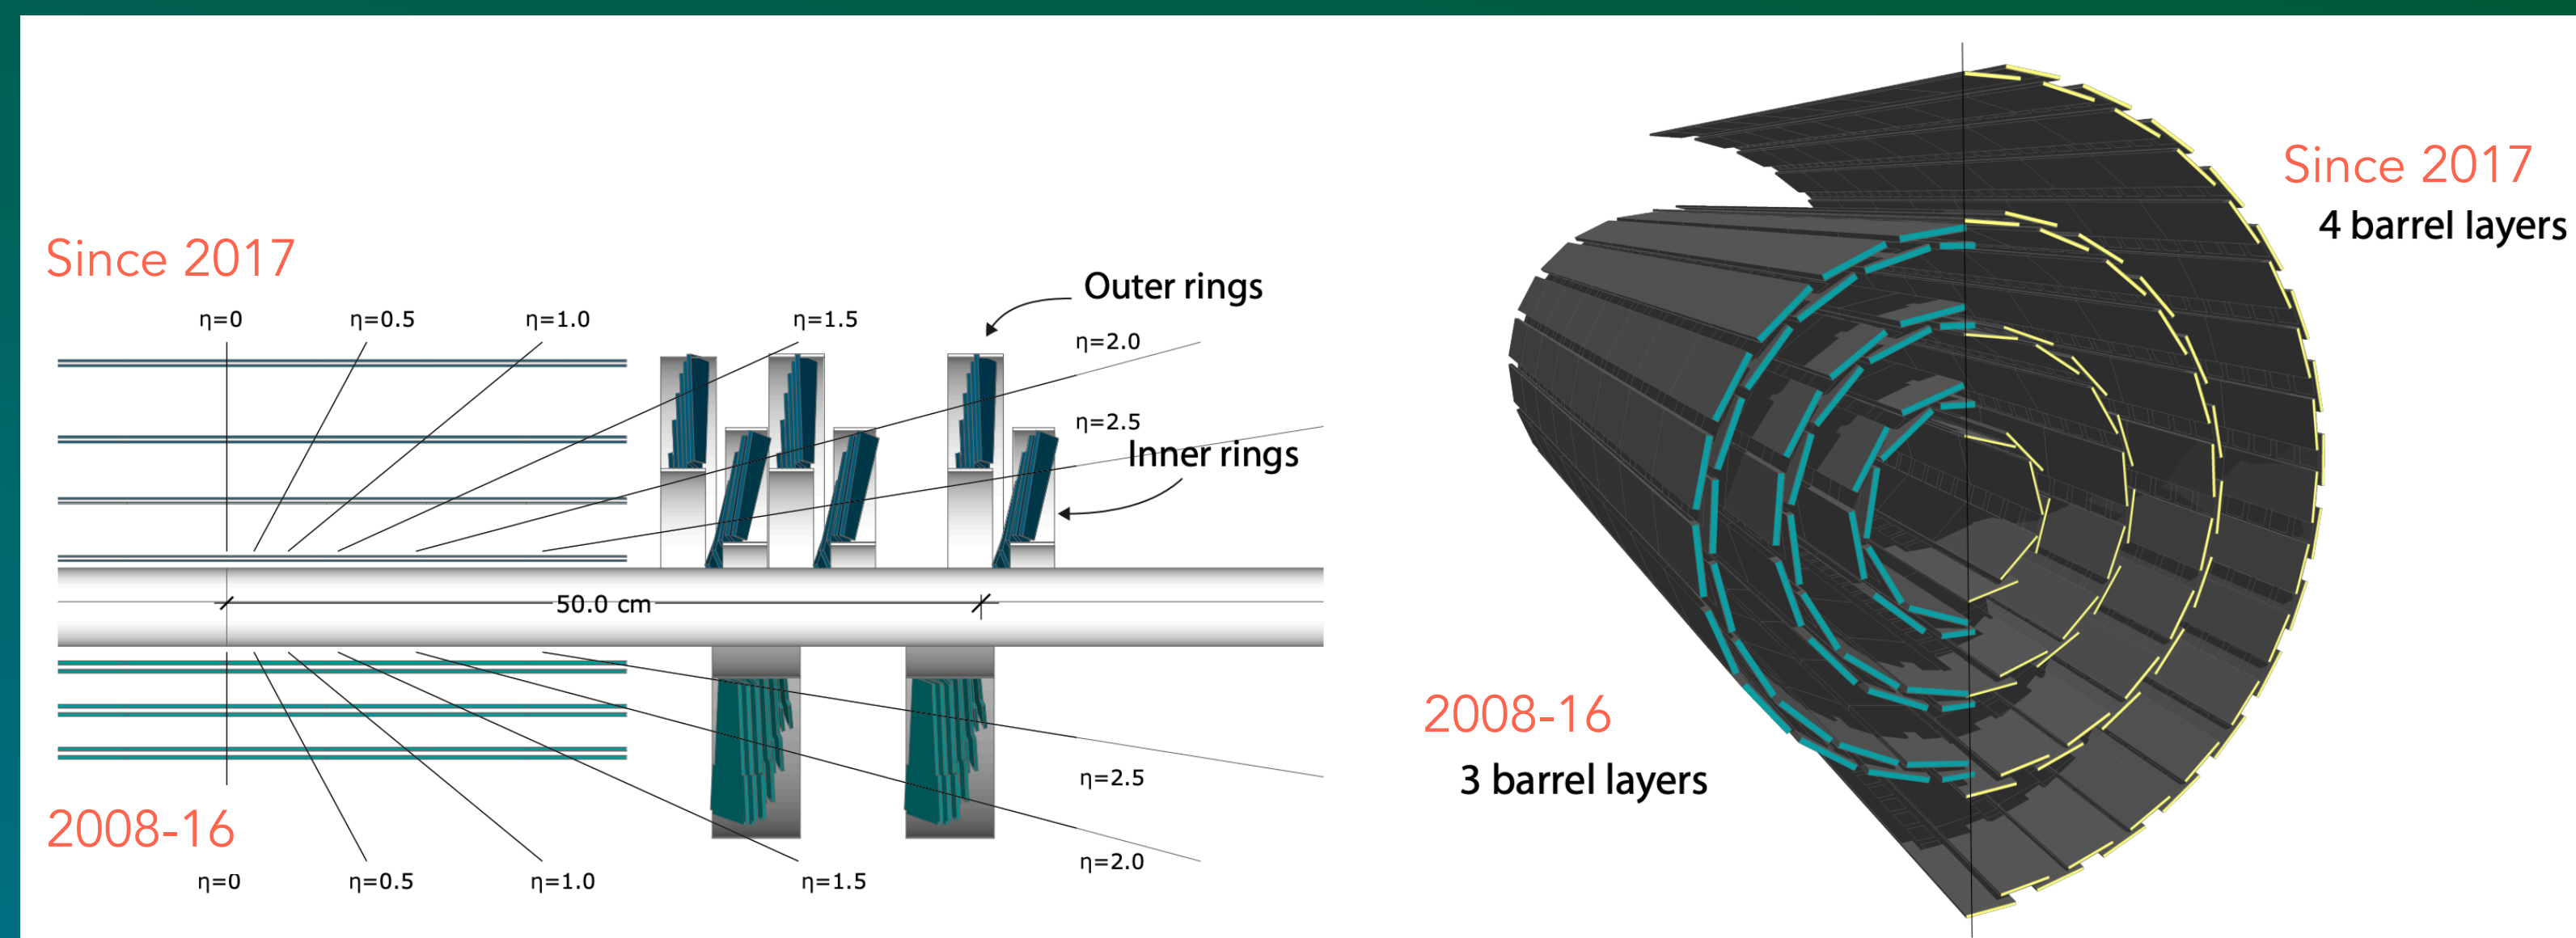 Since 2017
η=0
η=0.5
η=1.0
η=1.5
Outer rings
η=2.0
η=2.5
Inner rings
50.0 cm
η=2.5
η=2.0
2008-16
η=0
η=0.5
η=1.0
η=1.5
Since 2017
4 barrel layers
2008-16
3 barrel layers